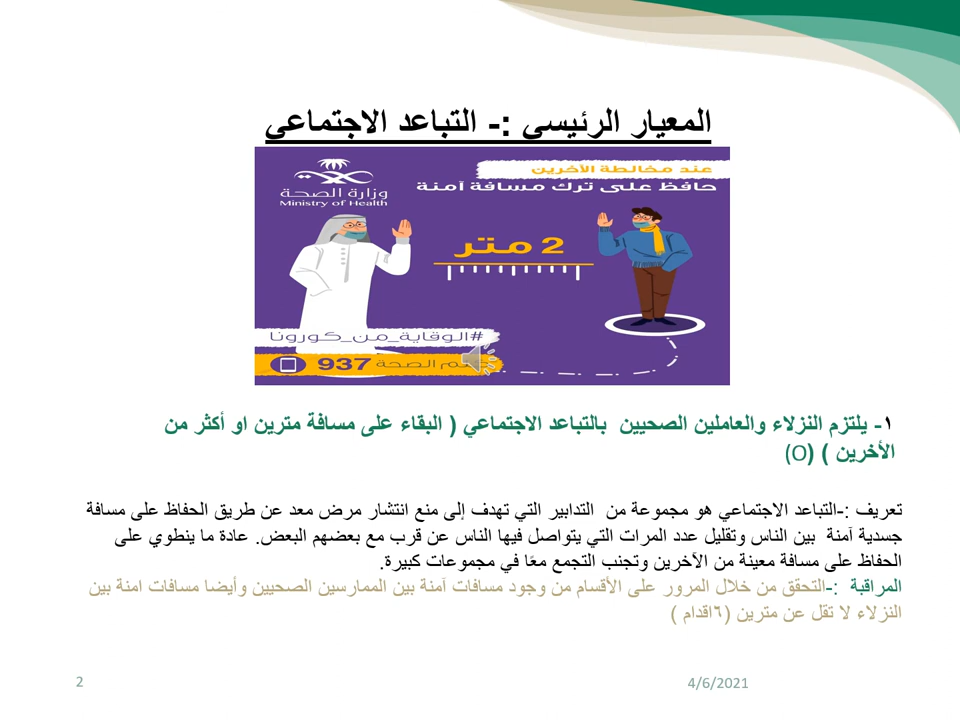 المعيار الرئيسي :- التباعد الاجتماعي
عند مخالطة الآخرين
حافظ على ترك مسافة آمنة
وزارة الصحة
Ministry of Health
2 متر
#الوقاية_من_كورونا
الصحة 937
١- يلتزم النزلاء والعاملين الصحيين بالتباعد الاجتماعي ( البقاء على مسافة مترين او أكثر من
الأخرين ) (O)
تعريف :-التباعد الاجتماعي هو مجموعة من التدابير التي تهدف إلى منع انتشار مرض معد عن طريق الحفاظ على مسافة
جسدية آمنة بين الناس وتقليل عدد المرات التي يتواصل فيها الناس عن قرب مع بعضهم البعض. عادة ما ينطوي على
الحفاظ على مسافة معينة من الآخرين وتجنب التجمع معًا في مجموعات كبيرة.
المراقبة :-التحقق من خلال المرور على الأقسام من وجود مسافات آمنة بين الممارسين الصحيين وأيضا مسافات امنة بين
النزلاء لا تقل عن مترين (٦اقدام )
2
4/6/2021